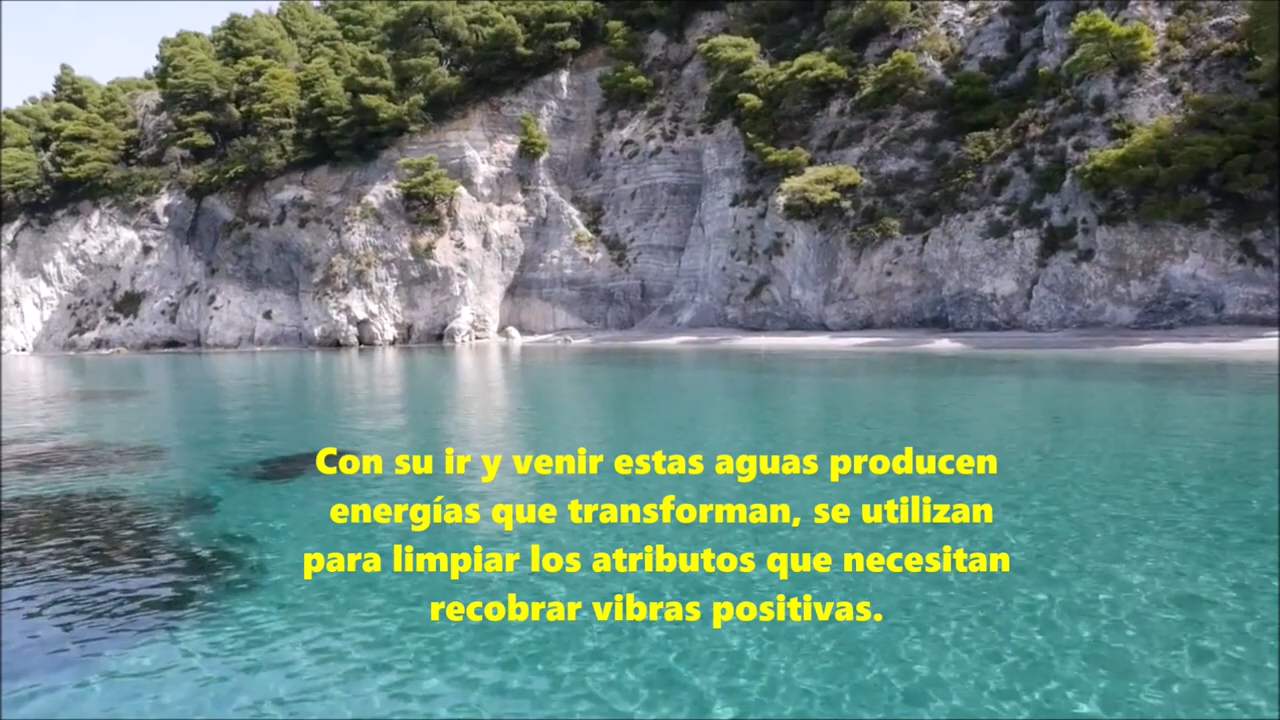 Con su ir y venir estas aguas producen
energías que transforman, se utilizan
para limpiar los atributos que necesitan
recobrar vibras positivas.